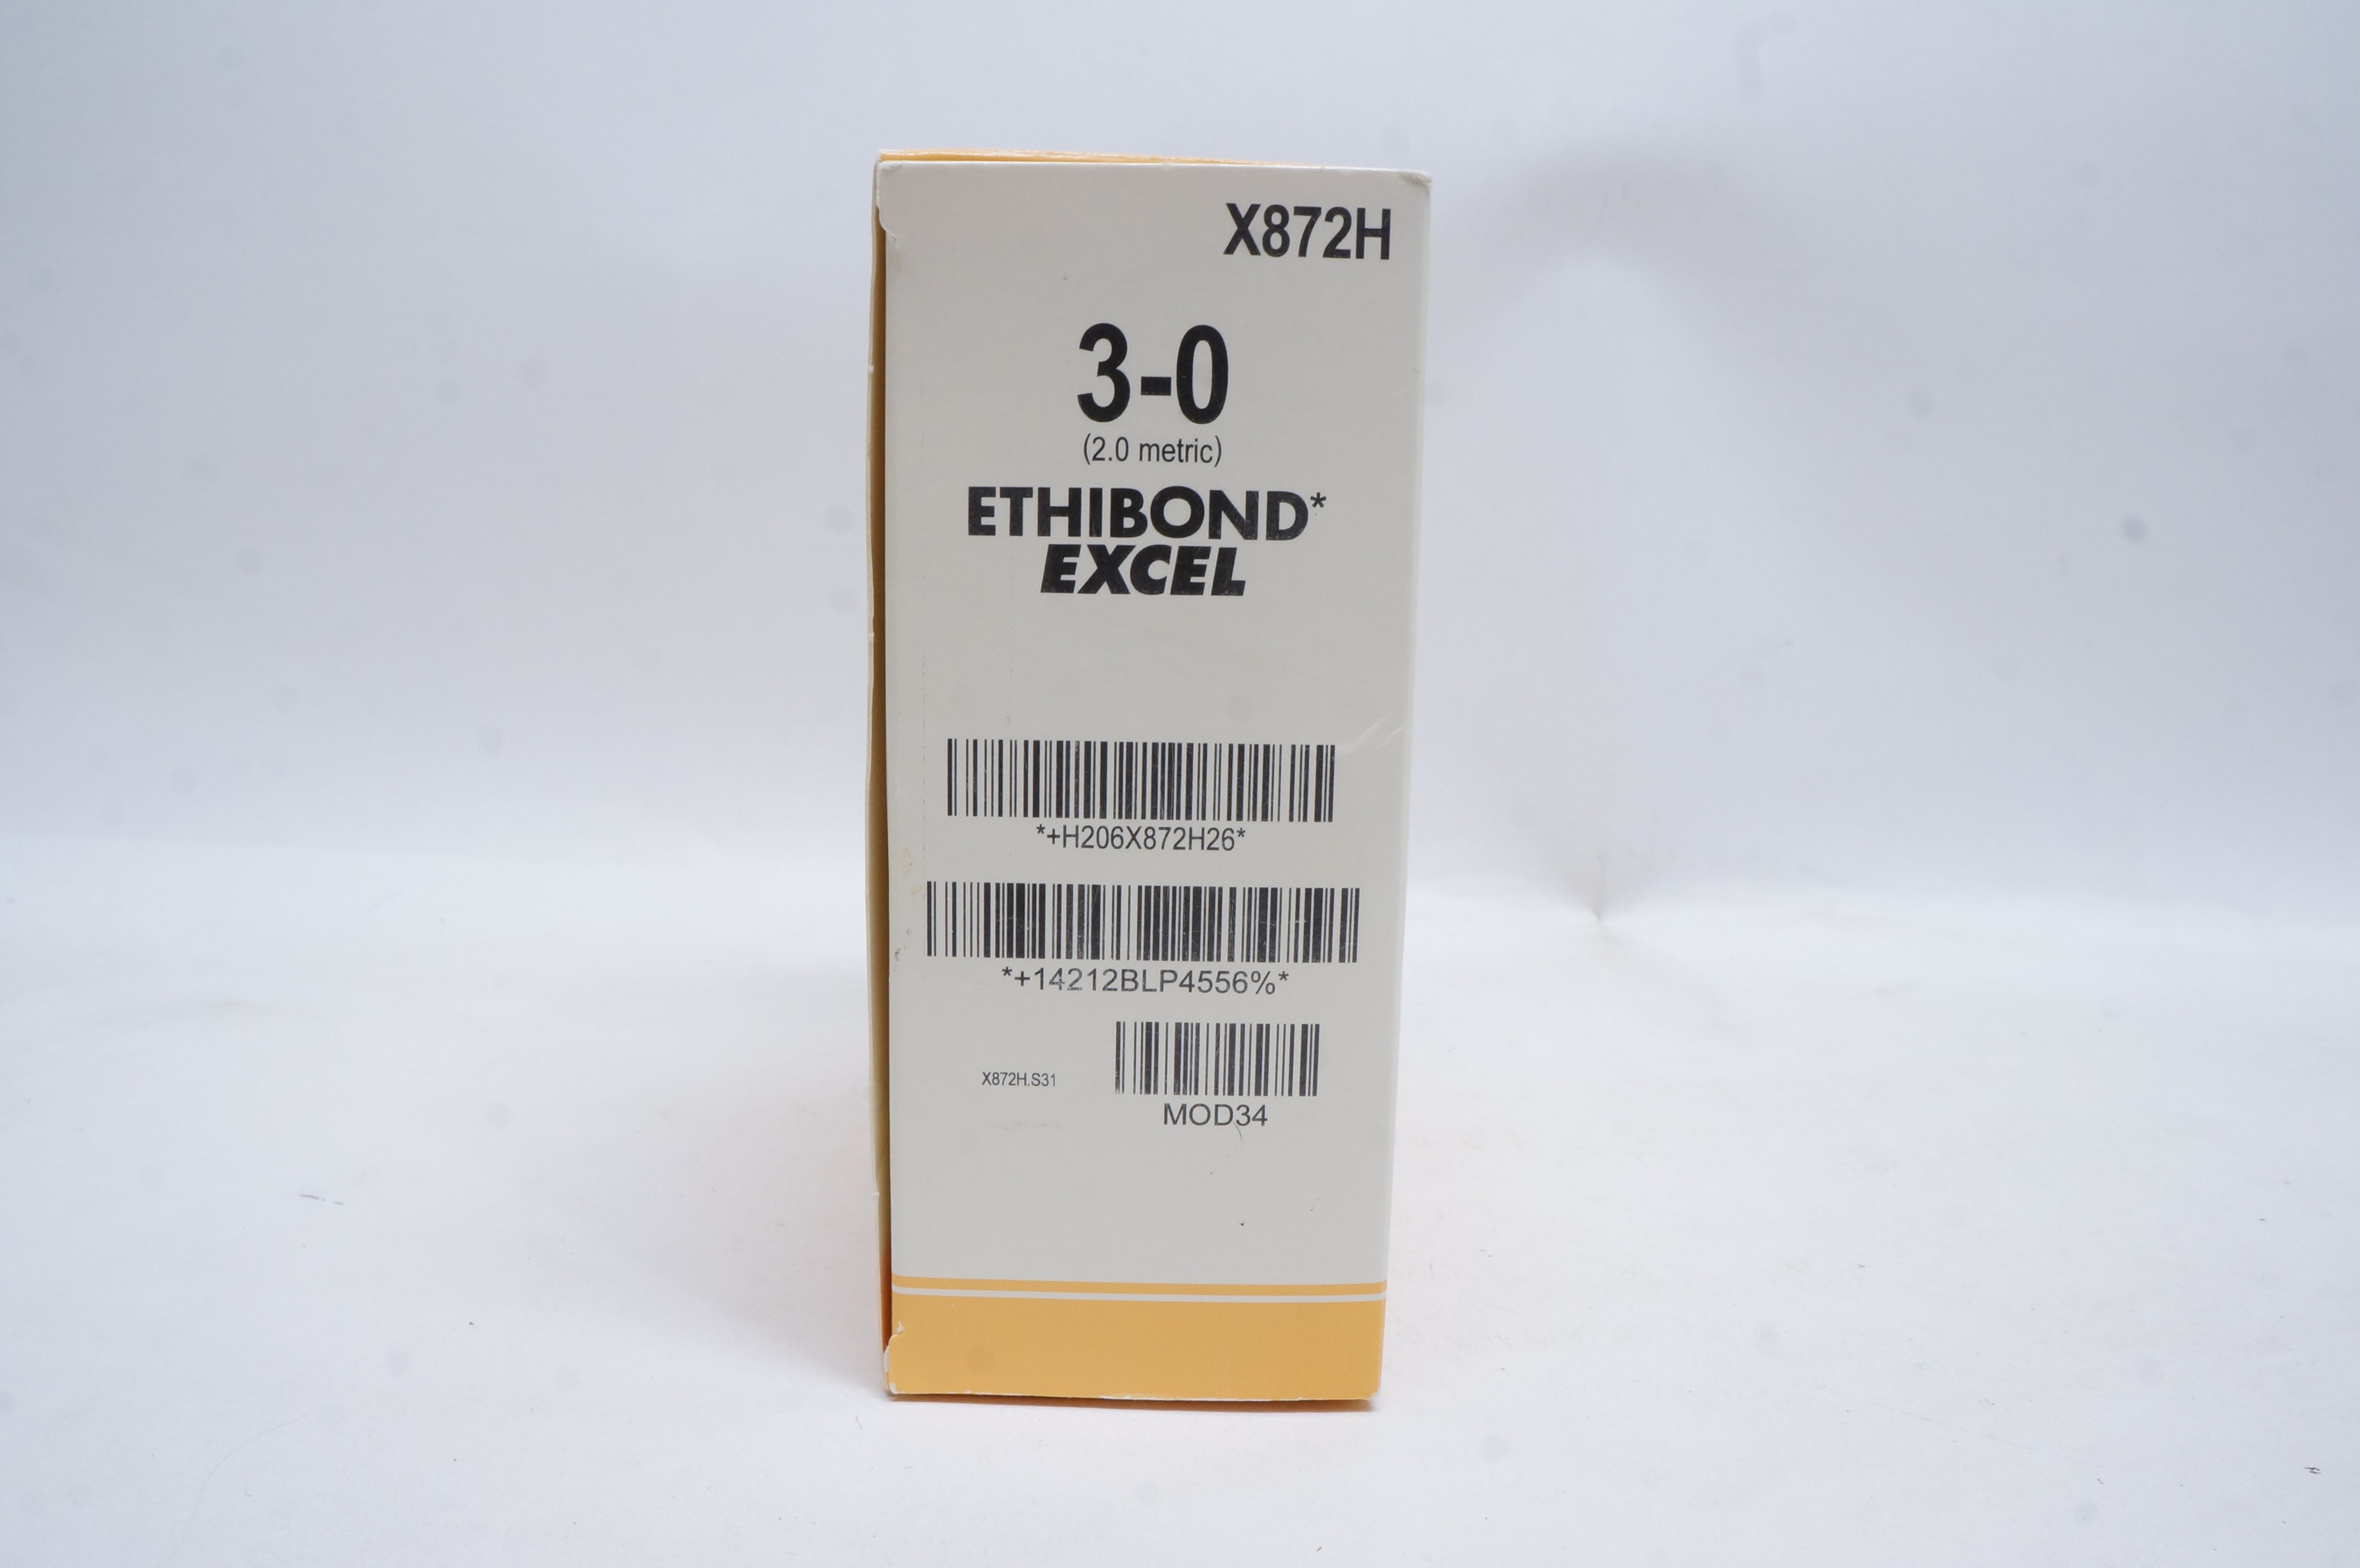 X872H
3-0
(2.0 metric)
ETHIBOND*
EXCEL
*+H206X872H26*
*+14212BLP4556%*
X872H.S31
MOD34